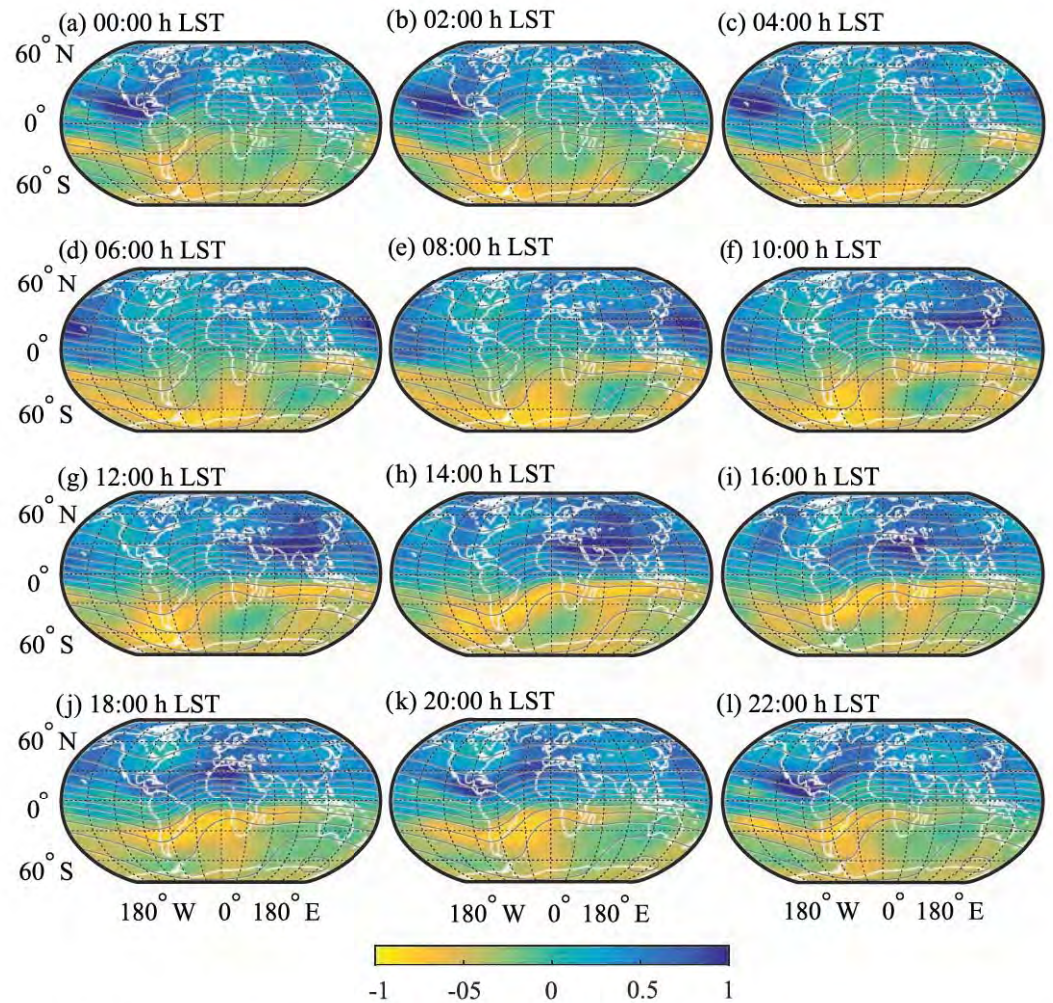 (a) 00:00 h LST
(b) 02:00 h LST
(c) 04:00 h LST
60° N
0°
60° S
(d) 06:00 h LST
(e) 08:00 h LST
(f) 10:00 h LST
60° N
0°
60° S
(g) 12:00 h LST
(h) 14:00 h LST
(i) 16:00 h LST
60° N
0°
60° S
(j) 18:00 h LST
(k) 20:00 h LST
(l) 22:00 h LST
60° N
0°
60° S
180° W 0° 180° E
180° W 0° 180° E
180° W 0° 180° E
-1 -05 0 0.5 1